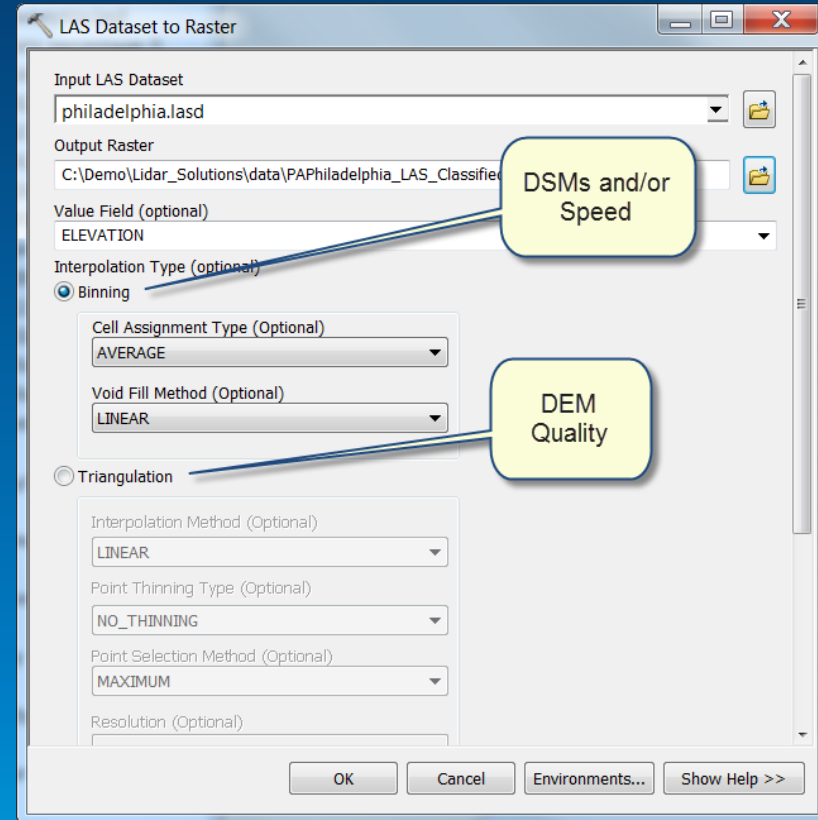 LAS Dataset to Raster
Input LAS Dataset
philadelphia.lasd
Output Raster
C:\Demo\Lidar_Solutions\data\PAPhiladelphia_LAS_Classified
DSMs and/or
Speed
Value Field (optional)
ELEVATION
Interpolation Type (optional)
Binning
Cell Assignment Type (Optional)
AVERAGE
Void Fill Method (Optional)
LINEAR
DEM
Quality
Triangulation
Interpolation Method (Optional)
LINEAR
Point Thinning Type (Optional)
NO_THINNING
Point Selection Method (Optional)
MAXIMUM
Resolution (Optional)
OK
Cancel
Environments...
Show Help >>